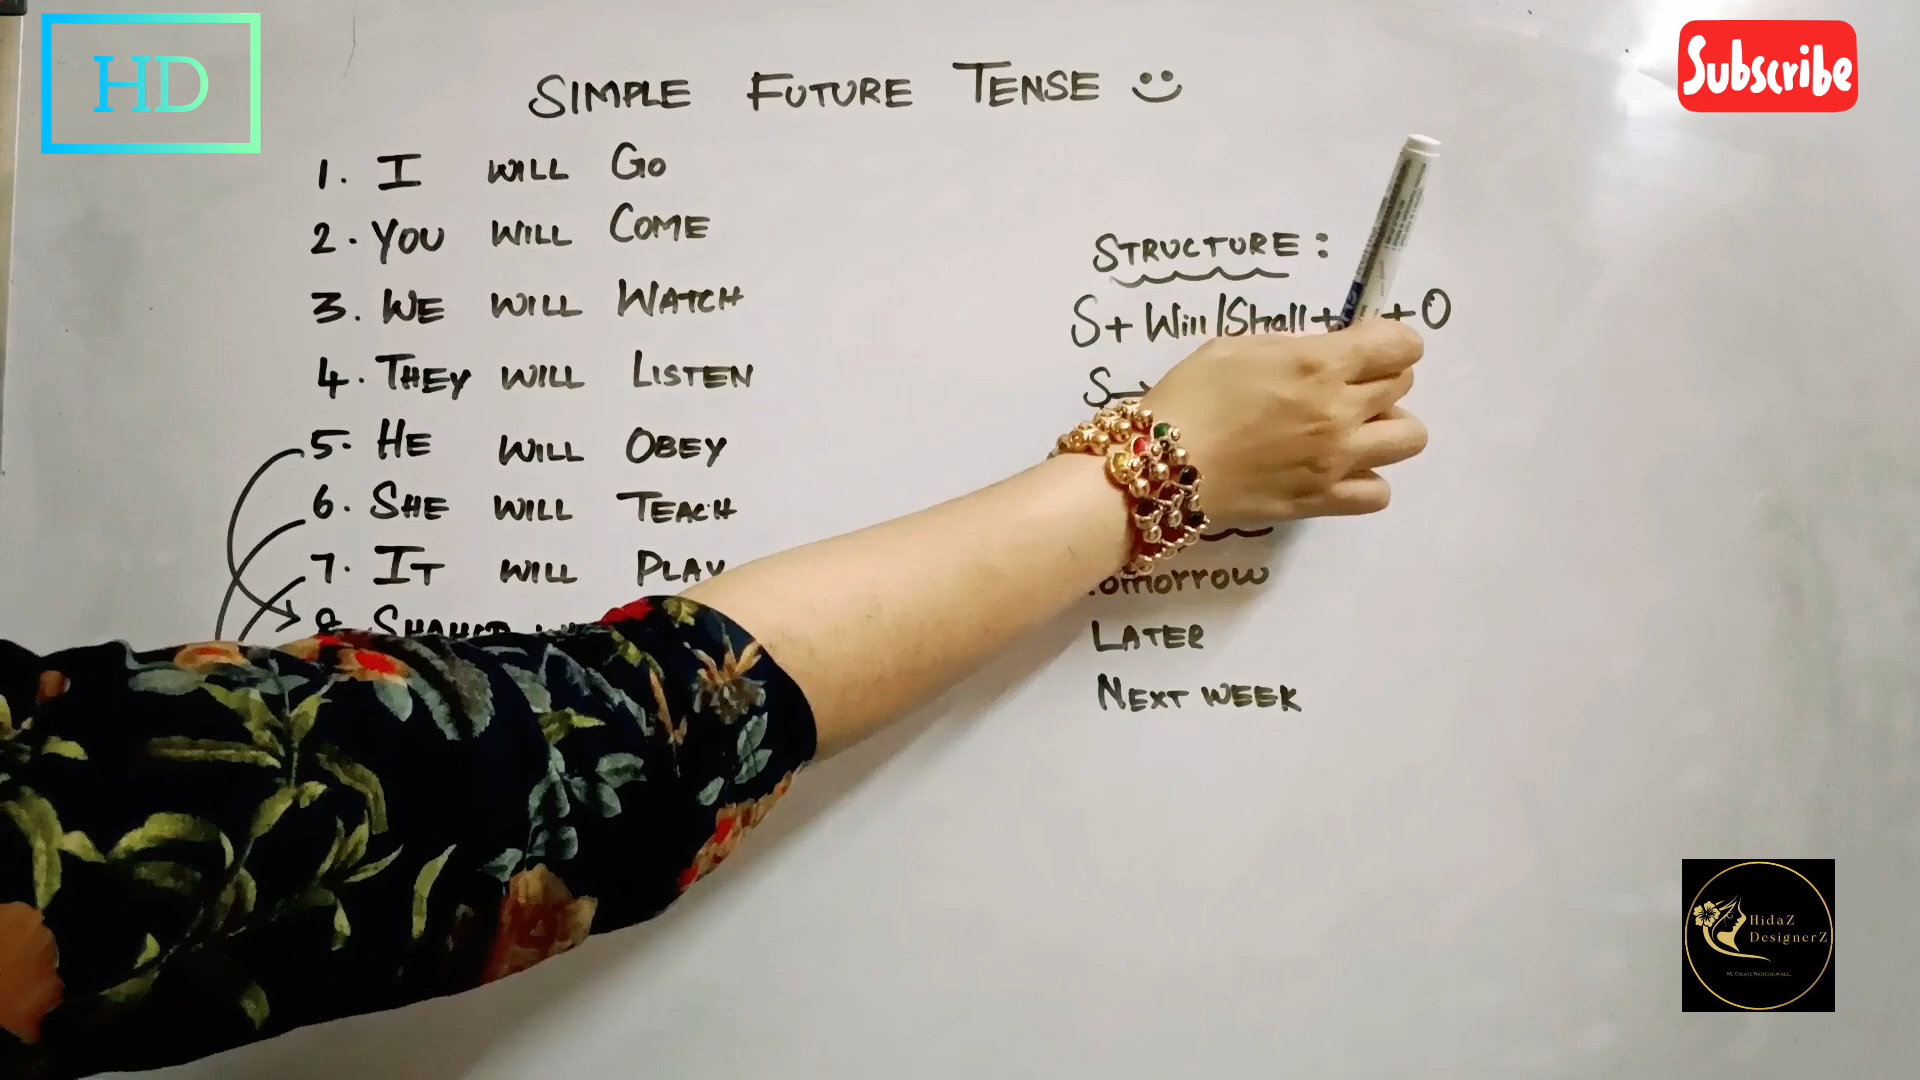 HD
Subscribe
SIMPLE FUTURE TENSE
1. I WILL GO
2. YOU WILL COME
3. WE WILL WATCH
4. THEY WILL LISTEN
5. HE WILL OBEY
6. SHE WILL TEACH
7. IT WILL PLAY
8.
STRUCTURE:
S+ Will/Shall + + O
S→
Tomorrow
LATER
NEXT WEEK
HidaZ
DesignerZ